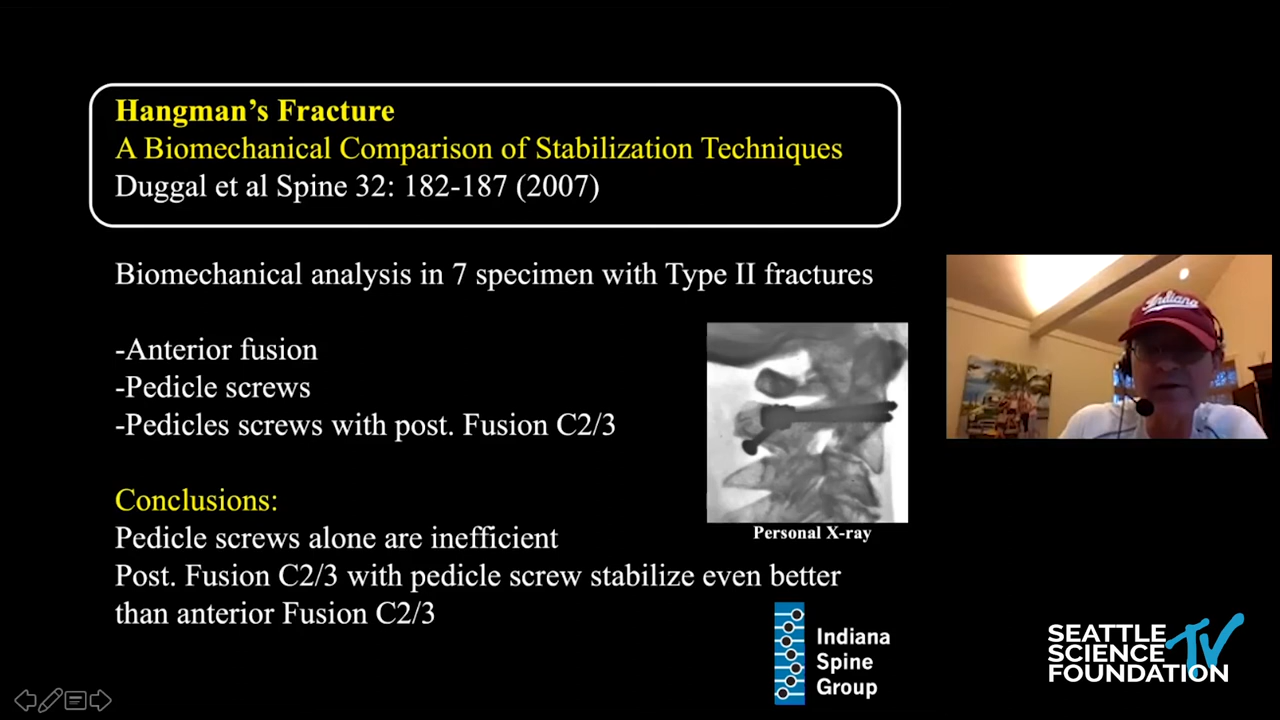 Hangman’s Fracture
A Biomechanical Comparison of Stabilization Techniques
Duggal et al Spine 32: 182-187 (2007)
Biomechanical analysis in 7 specimen with Type II fractures
-Anterior fusion
-Pedicle screws
-Pedicles screws with post. Fusion C2/3
Conclusions:
Pedicle screws alone are inefficient
Post. Fusion C2/3 with pedicle screw stabilize even better
than anterior Fusion C2/3
Personal X-ray
Indiana
Spine
Group
Indiana
SEATTLE
SCIENCE
FOUNDATION
TV